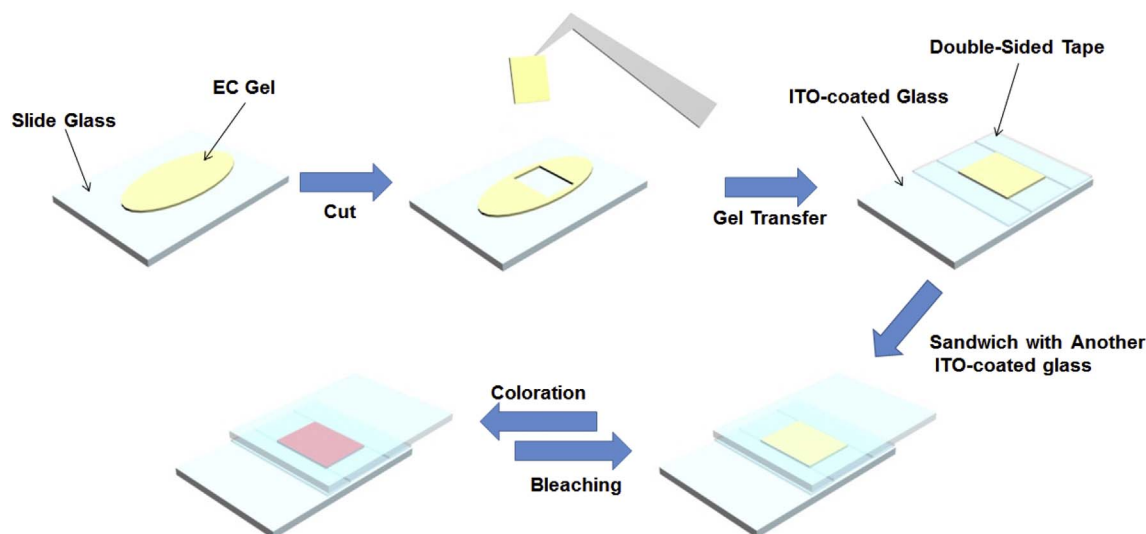 Double-Sided Tape
EC Gel
ITO-coated Glass
Slide Glass
Cut
Gel Transfer
Sandwich with Another
ITO-coated glass
Coloration
Bleaching